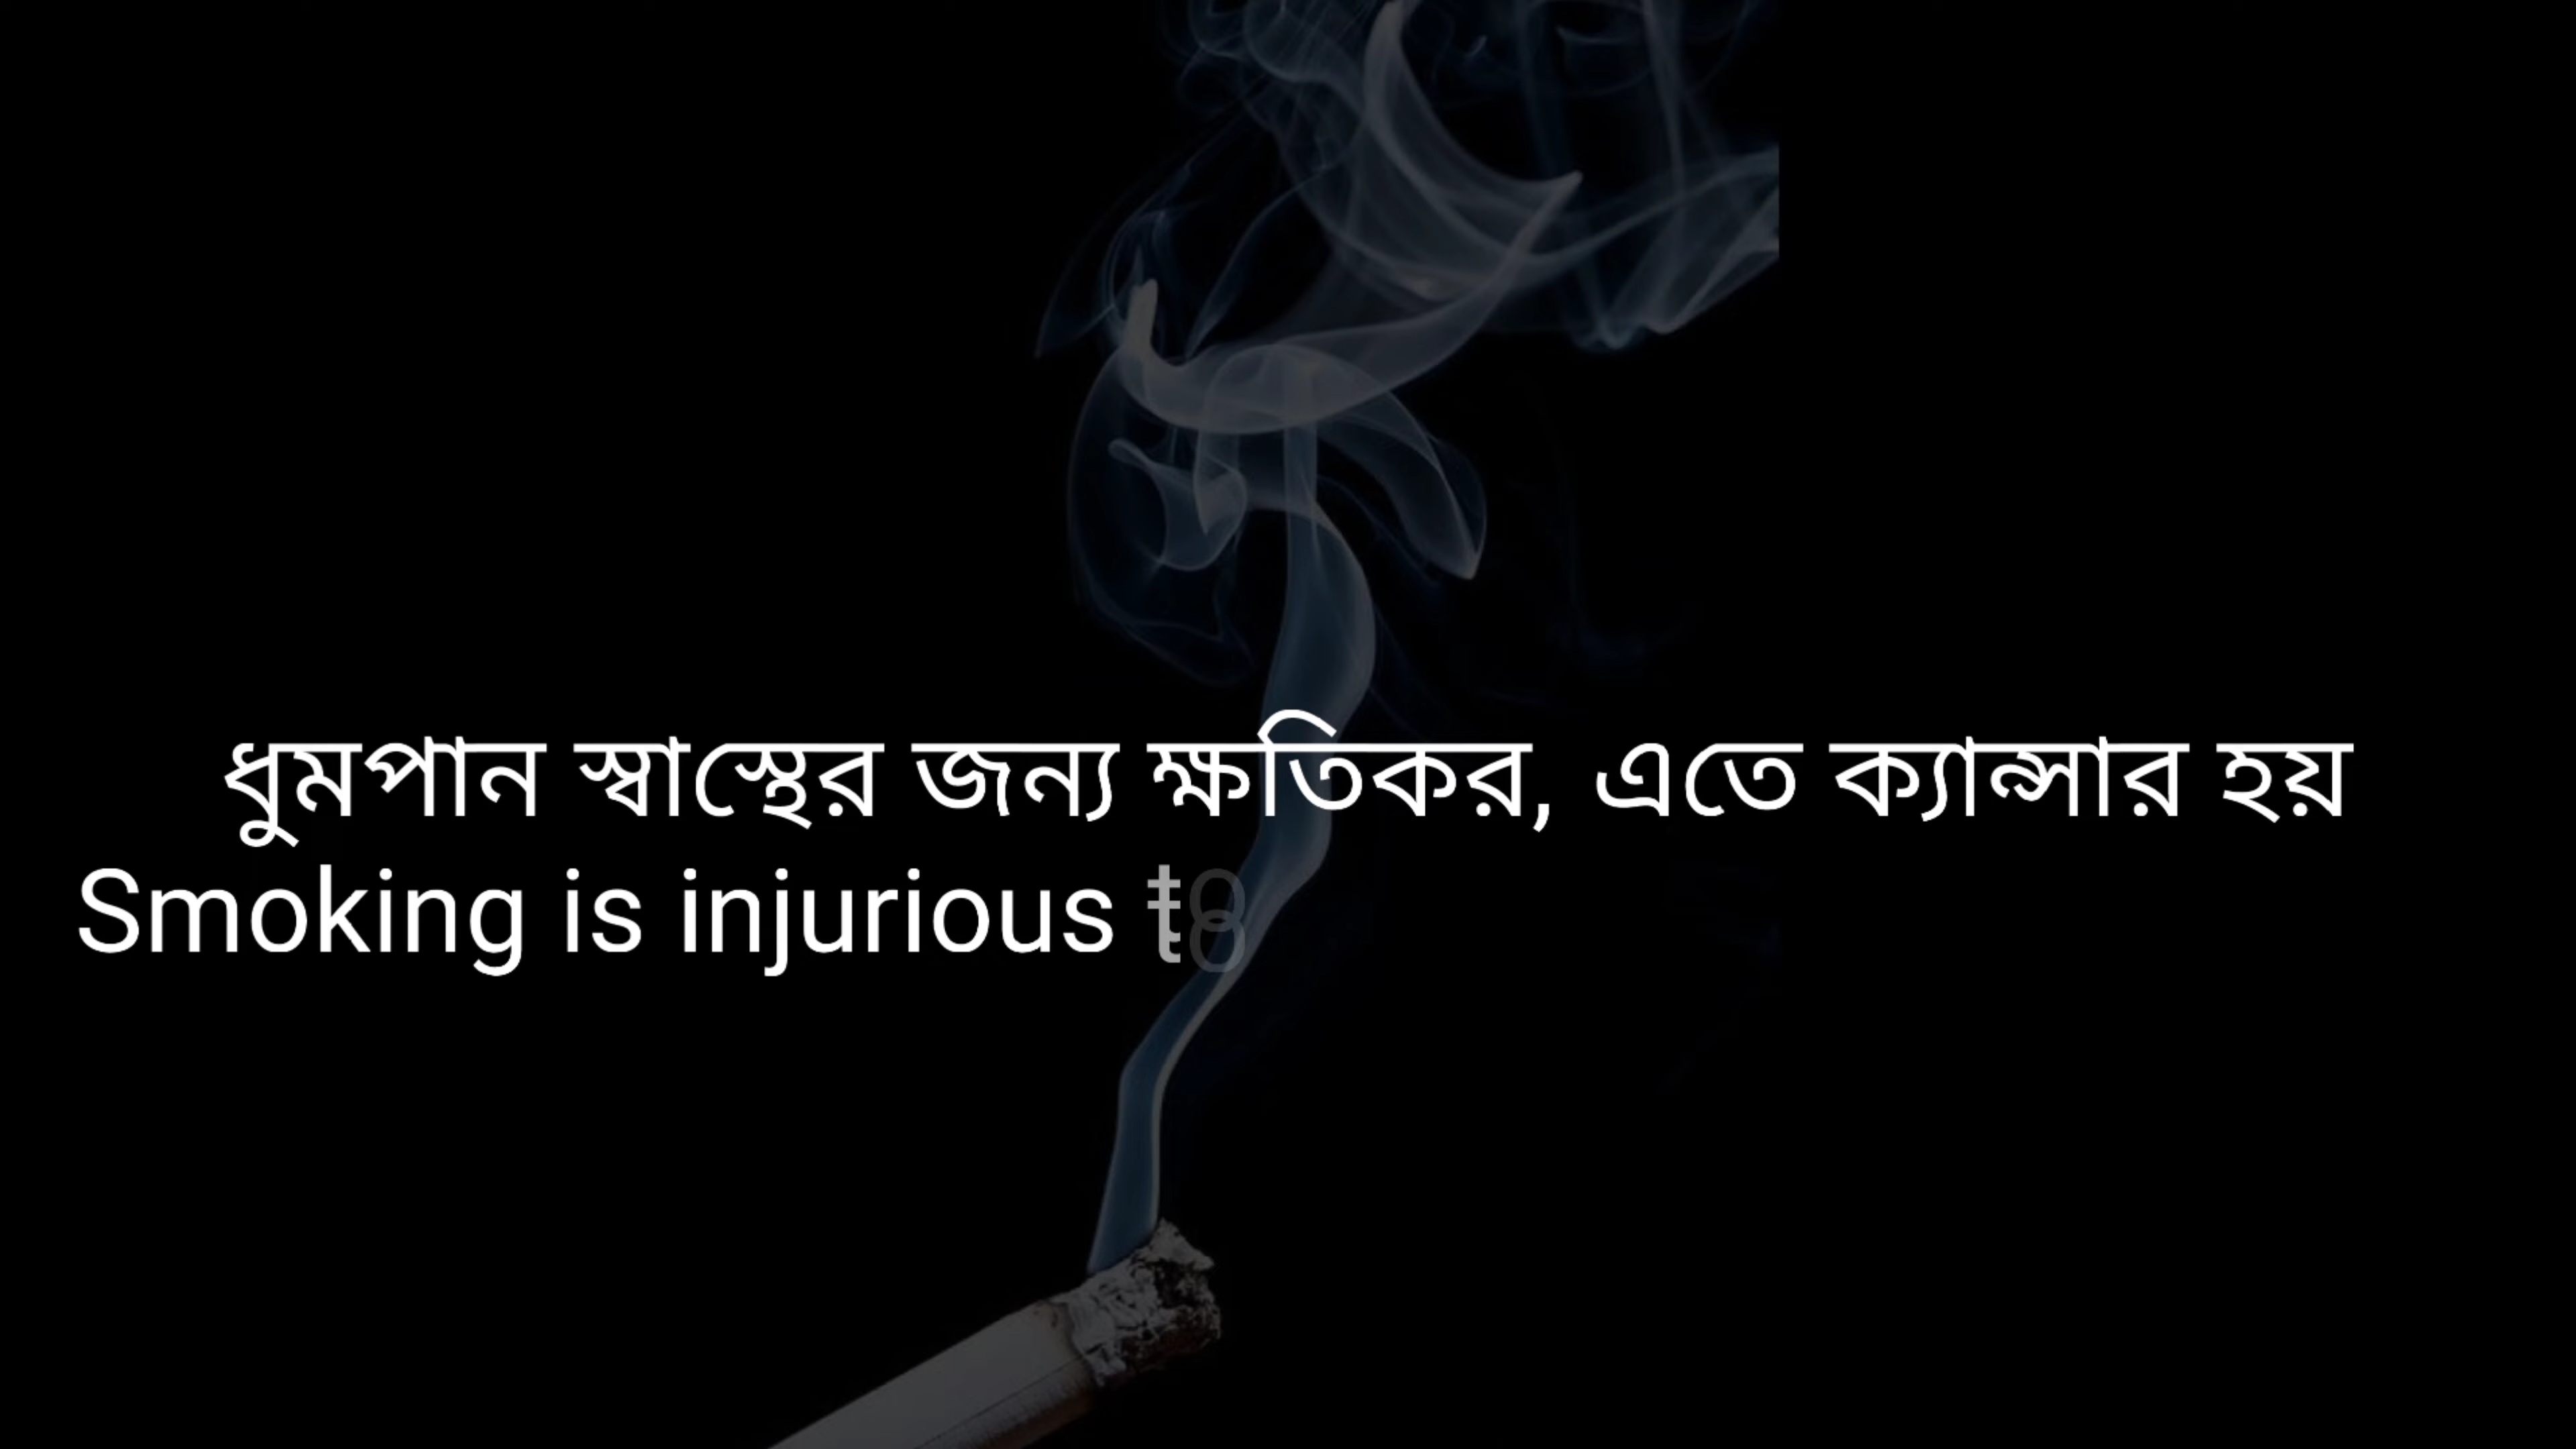 ধুমপান স্বাস্থের জন্য ক্ষতিকর, এতে ক্যান্সার হয়
Smoking is injurious to